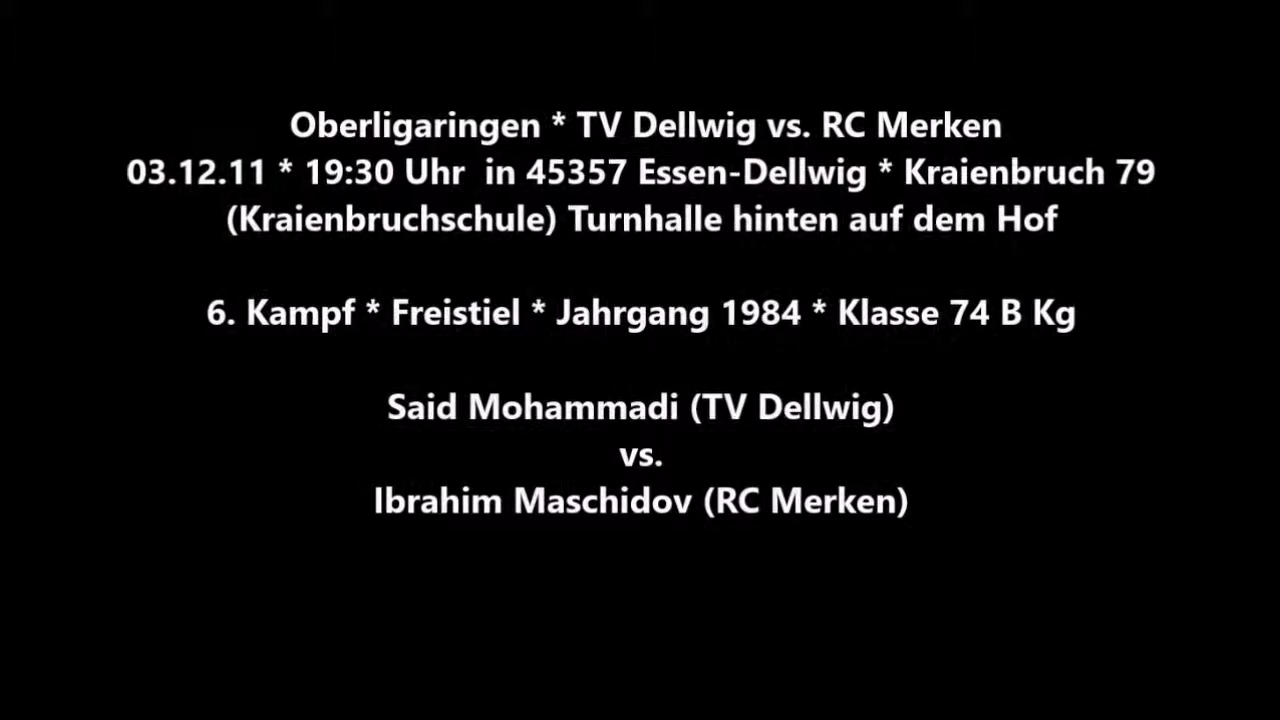 Oberligaringen * TV Dellwig vs. RC Merken
03.12.11 * 19:30 Uhr  in 45357 Essen-Dellwig * Kraienbruch 79
(Kraienbruchschule) Turnhalle hinten auf dem Hof
6. Kampf * Freistiel * Jahrgang 1984 * Klasse 74 B Kg
Said Mohammadi (TV Dellwig)
vs.
Ibrahim Maschidov (RC Merken)